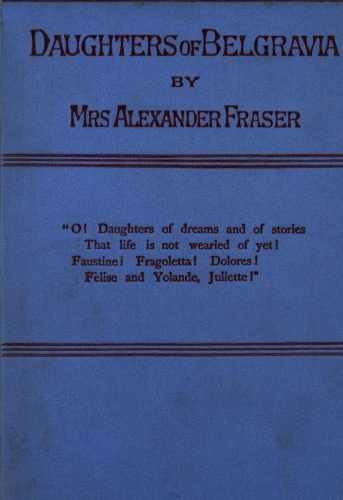 DAUGHTERS OF BELGRAVIA
BY
MRS ALEXANDER FRASER
"O! Daughters of dreams and of stories
That life is not wearied of yet!
Faustine! Fragoletta! Dolores!
Fèlise and Yolande, Juliette!"